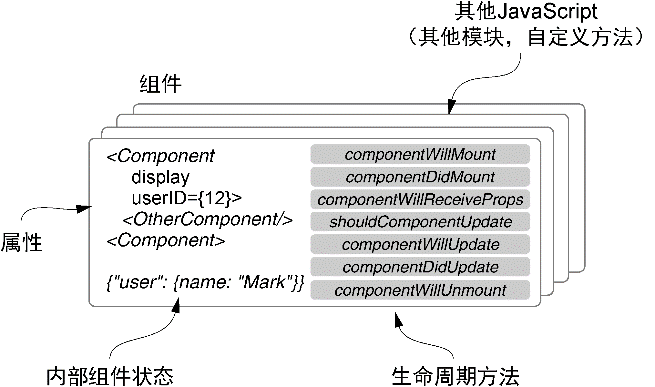 其他JavaScript
（其他模块，自定义方法）
组件
<Component
display
userID={12}>
<OtherComponent/>
<Component>
{"user": {name: "Mark"}}
componentWillMount
componentDidMount
componentWillReceiveProps
shouldComponentUpdate
componentWillUpdate
componentDidUpdate
componentWillUnmount
属性
内部组件状态
生命周期方法